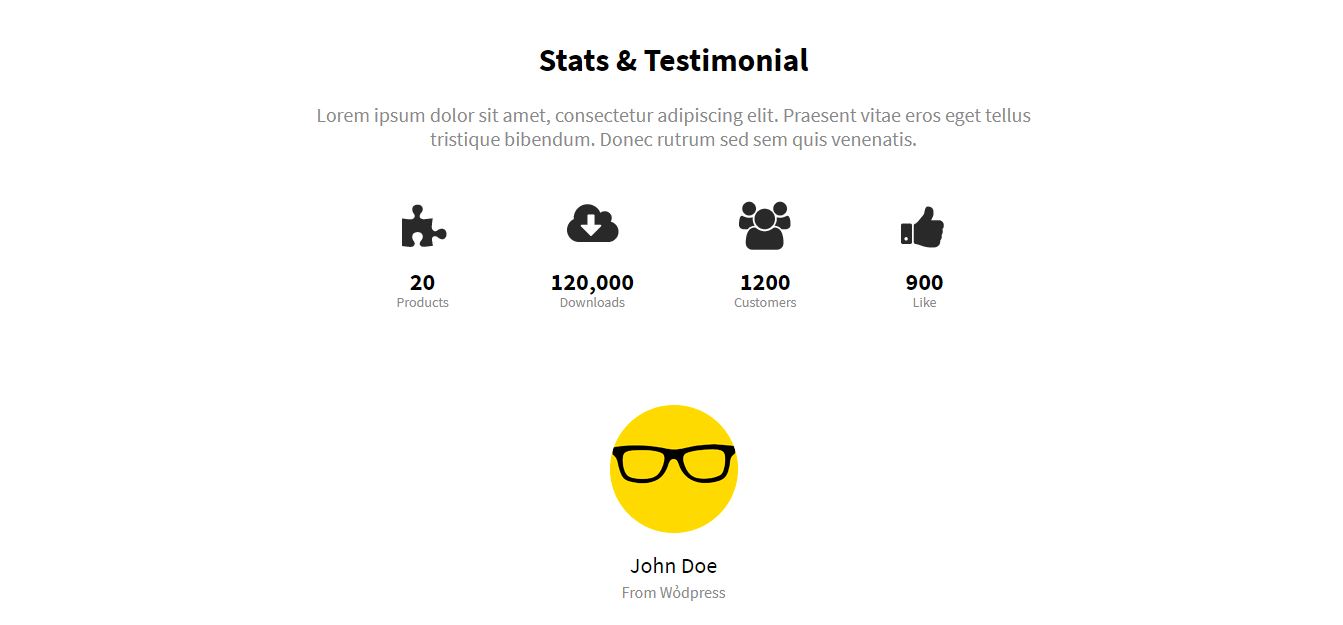 Stats & Testimonial
Lorem ipsum dolor sit amet, consectetur adipiscing elit. Praesent vitae eros eget tellus
tristique bibendum. Donec rutrum sed sem quis venenatis.
20 120,000 1200 900
Products Downloads Customers Like
John Doe
From Wỏdpress